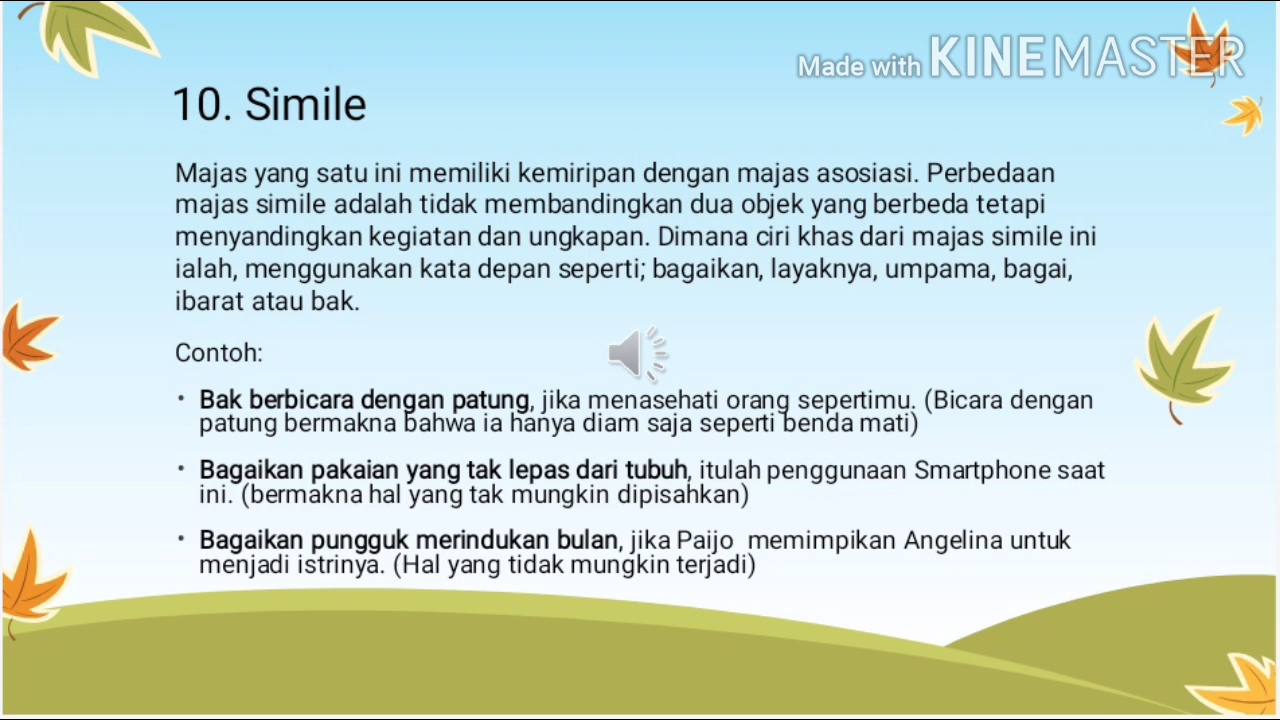 Made with KINEMASTER
10. Simile
Majas yang satu ini memiliki kemiripan dengan majas asosiasi. Perbedaan
majas simile adalah tidak membandingkan dua objek yang berbeda tetapi
menyandingkan kegiatan dan ungkapan. Dimana ciri khas dari majas simile ini
ialah, menggunakan kata depan seperti; bagaikan, layaknya, umpama, bagai,
ibarat atau bak.
Contoh:
• Bak berbicara dengan patung, jika menasehati orang sepertimu. (Bicara dengan
patung bermakna bahwa ia hanya diam saja seperti benda mati)
• Bagaikan pakaian yang tak lepas dari tubuh, itulah penggunaan Smartphone saat
ini. (bermakna hal yang tak mungkin dipisahkan)
• Bagaikan pungguk merindukan bulan, jika Paijo memimpikan Angelina untuk
menjadi istrinya. (Hal yang tidak mungkin terjadi)